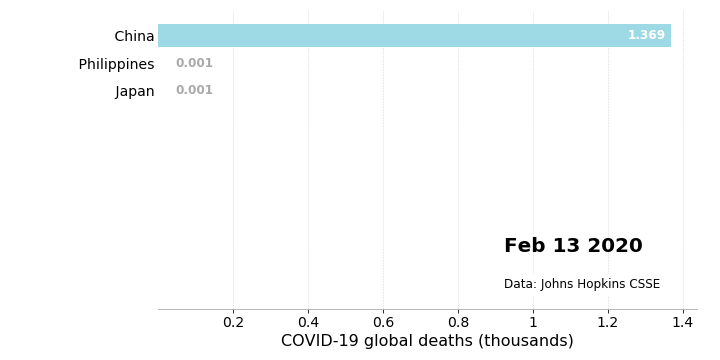 China 1.369
Philippines 0.001
Japan 0.001
Feb 13 2020
Data: Johns Hopkins CSSE
0.2 0.4 0.6 0.8 1 1.2 1.4
COVID-19 global deaths (thousands)